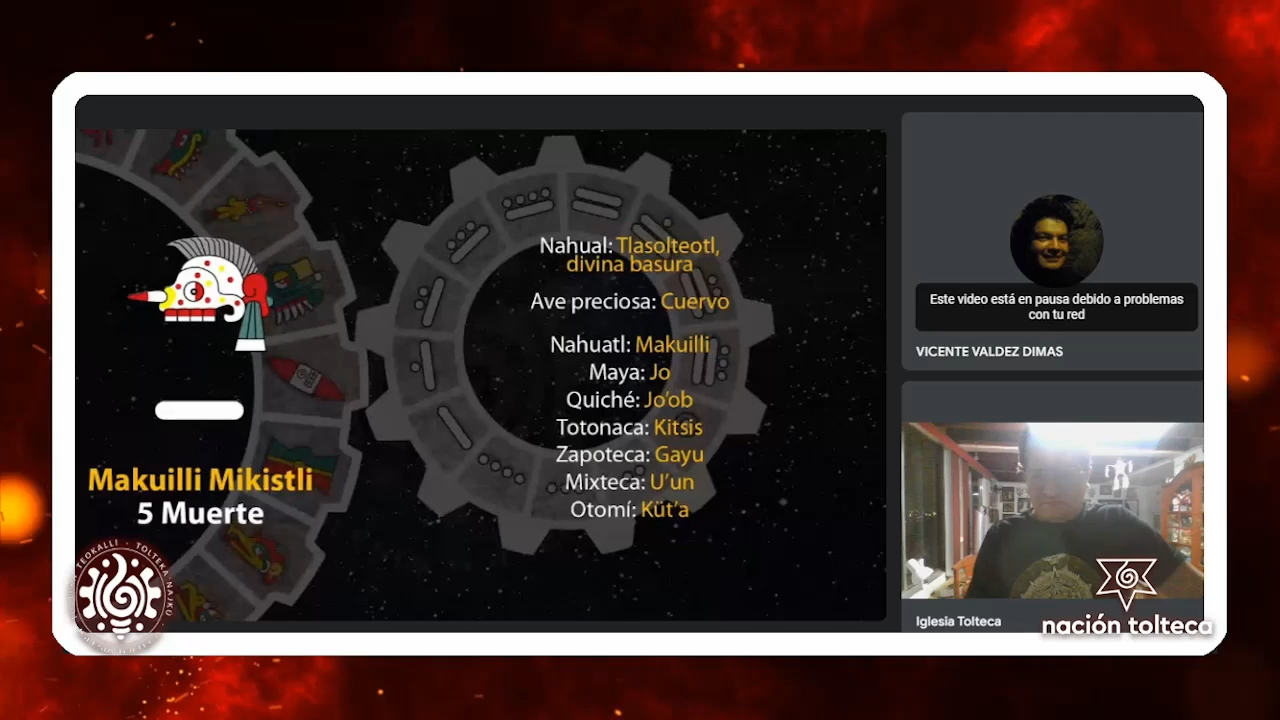 Nahual: Tlasolteotl,
divina basura
Ave preciosa: Cuervo
Nahuatl: Makuilli
Maya: Jo
Quiché: Jo'ob
Totonaca: Kitsis
Zapoteca: Gayu
Mixteca: U'un
Otomí: Küt'a
Makuilli Mikistli
5 Muerte
Este video está en pausa debido a problemas
con tu red
VICENTE VALDEZ DIMAS
Iglesia Tolteca
nación tolteca
TEOKALLI · TOLTEKA